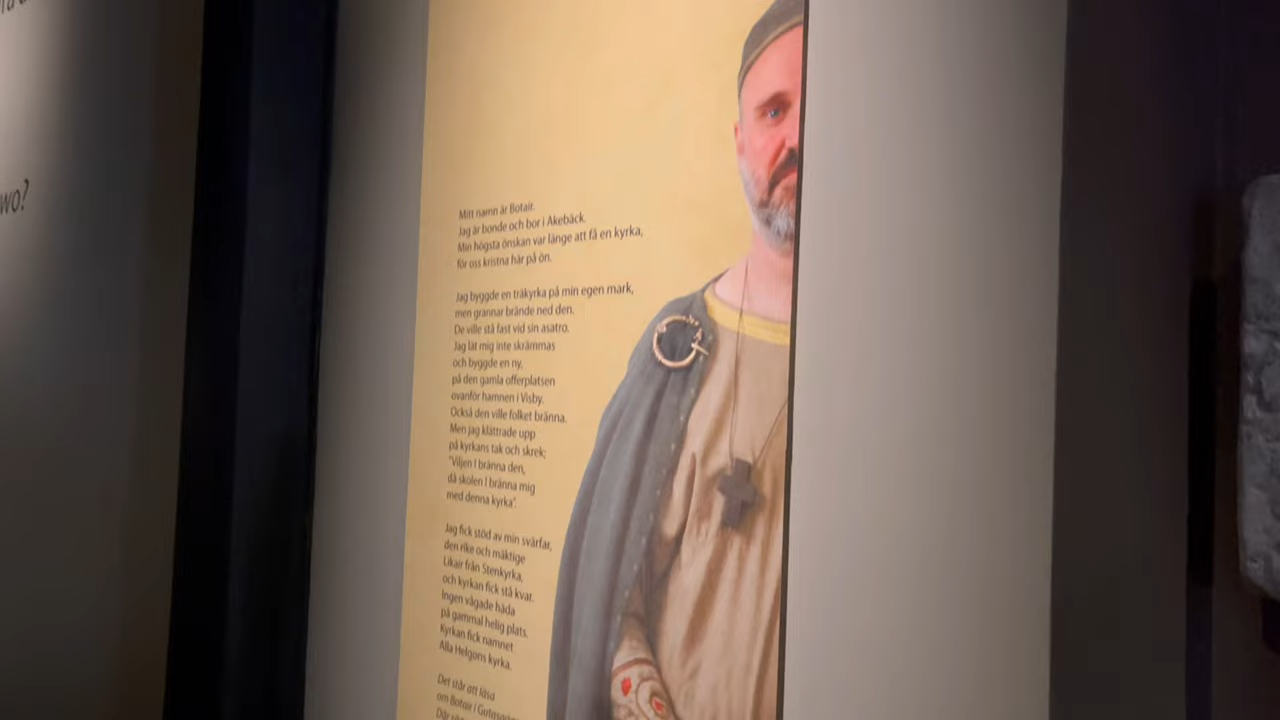 wo?
Mitt namn är Botair.
Jag är bonde och bor i Akebäck.
Min högsta önskan var länge att få en kyrka,
för oss kristna här på ön.
Jag byggde en träkyrka på min egen mark,
men grannar brände ned den.
De ville stå fast vid sin asatro.
Jag lät mig inte skrämmas
och byggde en ny,
på den gamla offerplatsen
ovanför hamnen i Visby.
Också den ville folket bränna.
Men jag klättrade upp
på kyrkans tak och skrek;
"Viljen I bränna den,
då skolen I bränna mig
med denna kyrka".
Jag fick stöd av min svärfar,
den rike och mäktige
Likair från Stenkyrka,
och kyrkan fick stå kvar.
Ingen vågade häda
på gammal helig plats.
Kyrkan fick namnet
Alla Helgons kyrka.
Det står att läsa
om Botair i